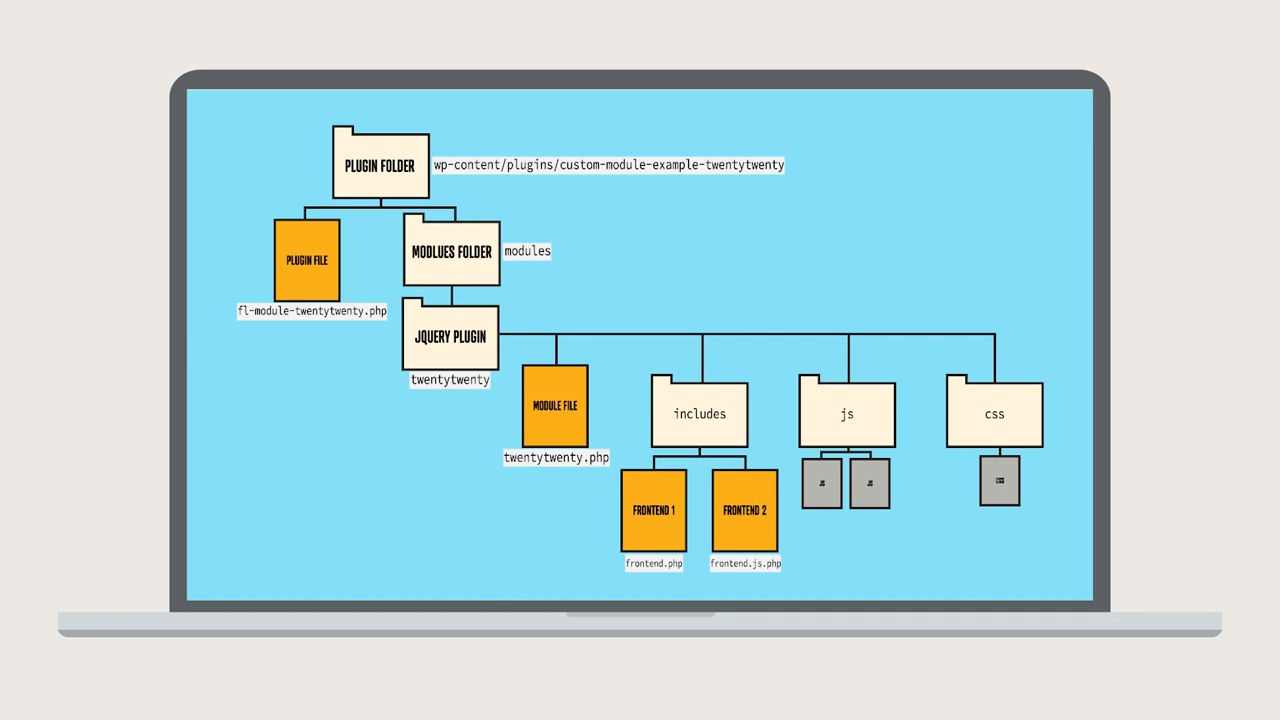 PLUGIN FOLDER
wp-content/plugins/custom-module-example-twentytwenty
PLUGIN FILE
fl-module-twentytwenty.php
MODLUES FOLDER
modules
JQUERY PLUGIN
twentytwenty
MODULE FILE
twentytwenty.php
includes
js
css
FRONTEND 1
frontend.php
FRONTEND 2
frontend.js.php
JS
JS
CSS